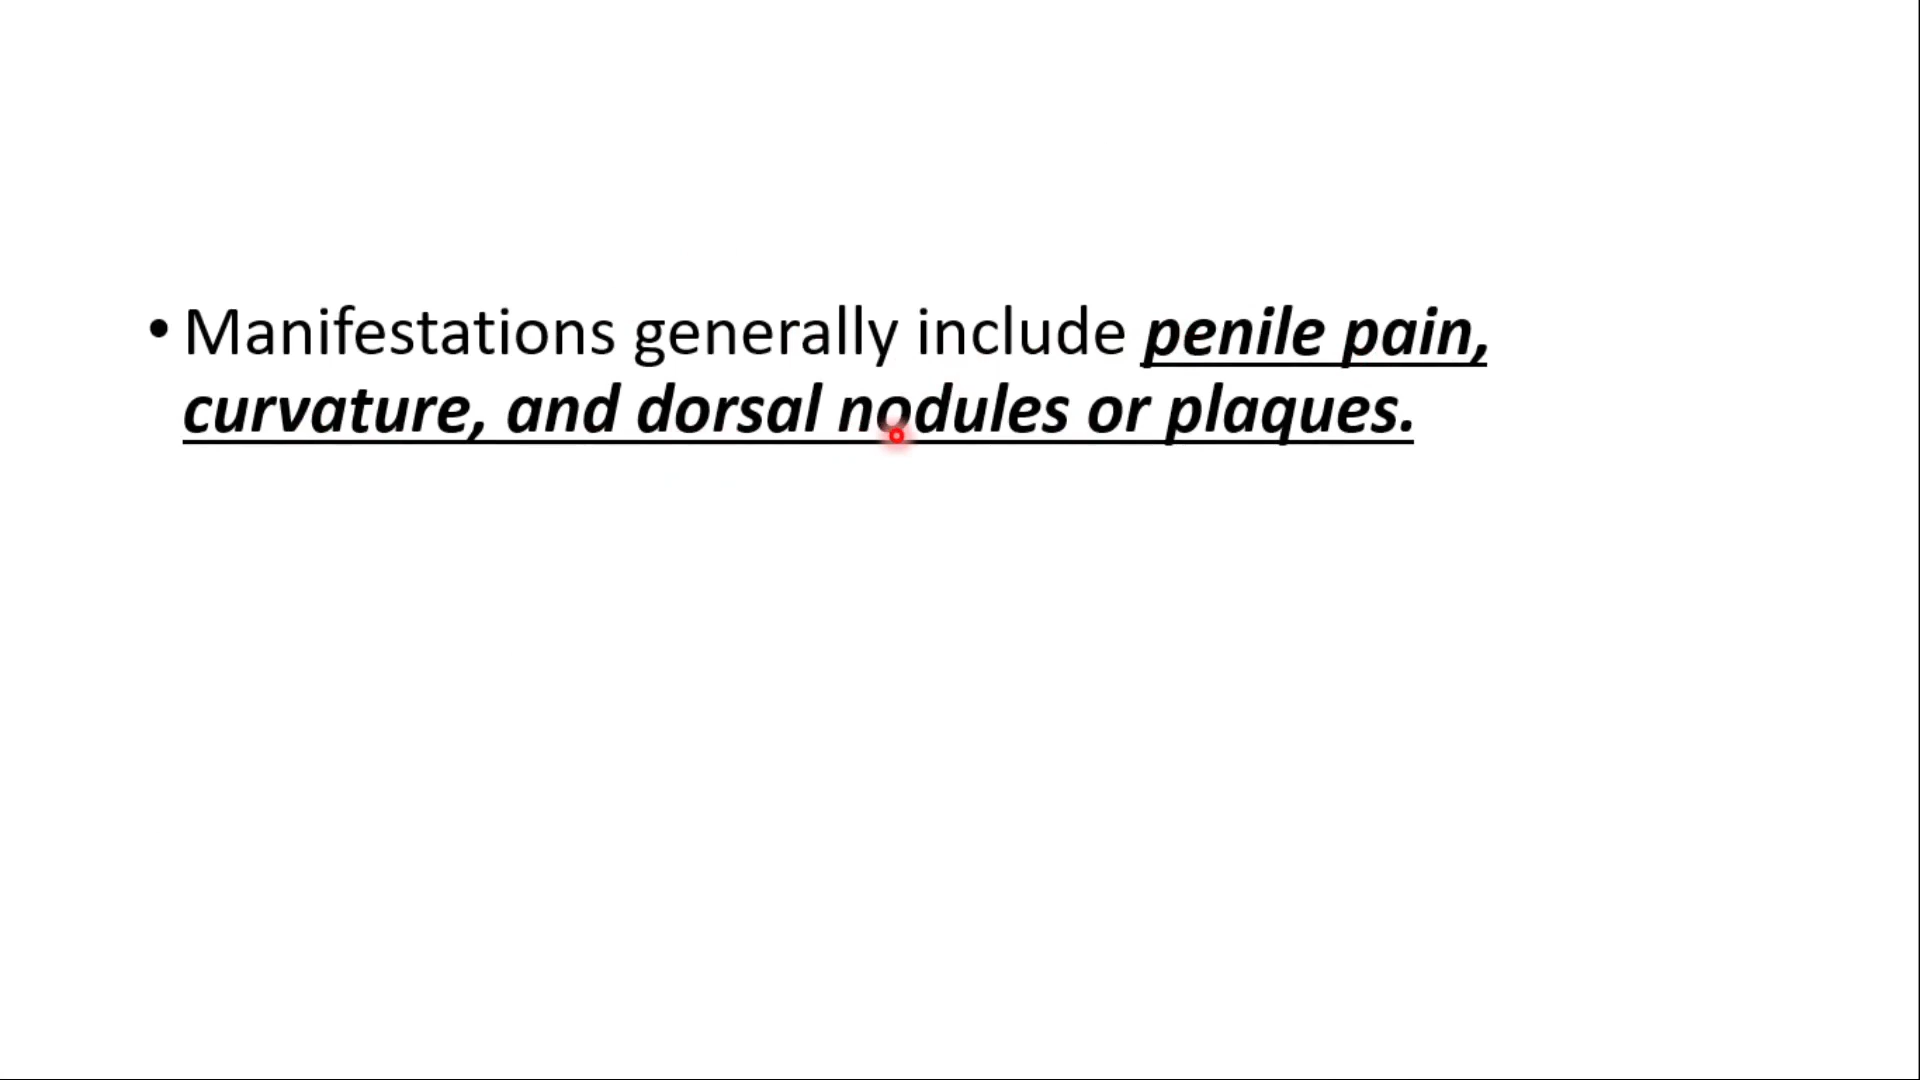 • Manifestations generally include penile pain,
curvature, and dorsal nodules or plaques.